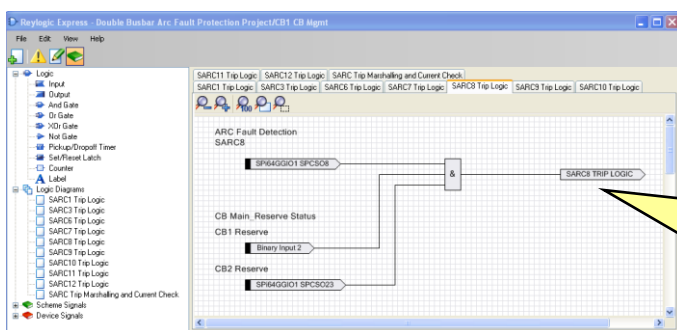 Reylogic Express - Double Busbar Arc Fault Protection Project/CB1 CB Mgmt
File Edit View Help
Logic
Input
Output
And Gate
Or Gate
XOr Gate
Not Gate
Pickup/Dropoff Timer
Set/Reset Latch
Counter
A Label
Logic Diagrams
SARC1 Trip Logic
SARC3 Trip Logic
SARC6 Trip Logic
SARC7 Trip Logic
SARC8 Trip Logic
SARC9 Trip Logic
SARC10 Trip Logic
SARC11 Trip Logic
SARC12 Trip Logic
SARC Trip Marshalling and Current Check
Scheme Signals
Device Signals
SARC11 Trip Logic SARC12 Trip Logic SARC Trip Marshalling and Current Check
SARC1 Trip Logic SARC3 Trip Logic SARC6 Trip Logic SARC7 Trip Logic SARC8 Trip Logic SARC9 Trip Logic SARC10 Trip Logic
100
ARC Fault Detection
SARC8
SPI64GGIO1 SPCSO8
&
SARC8 TRIP LOGIC
CB Main_Reserve Status
CB1 Reserve
Binary Input 2
CB2 Reserve
SPI64GGIO1 SPCSO23